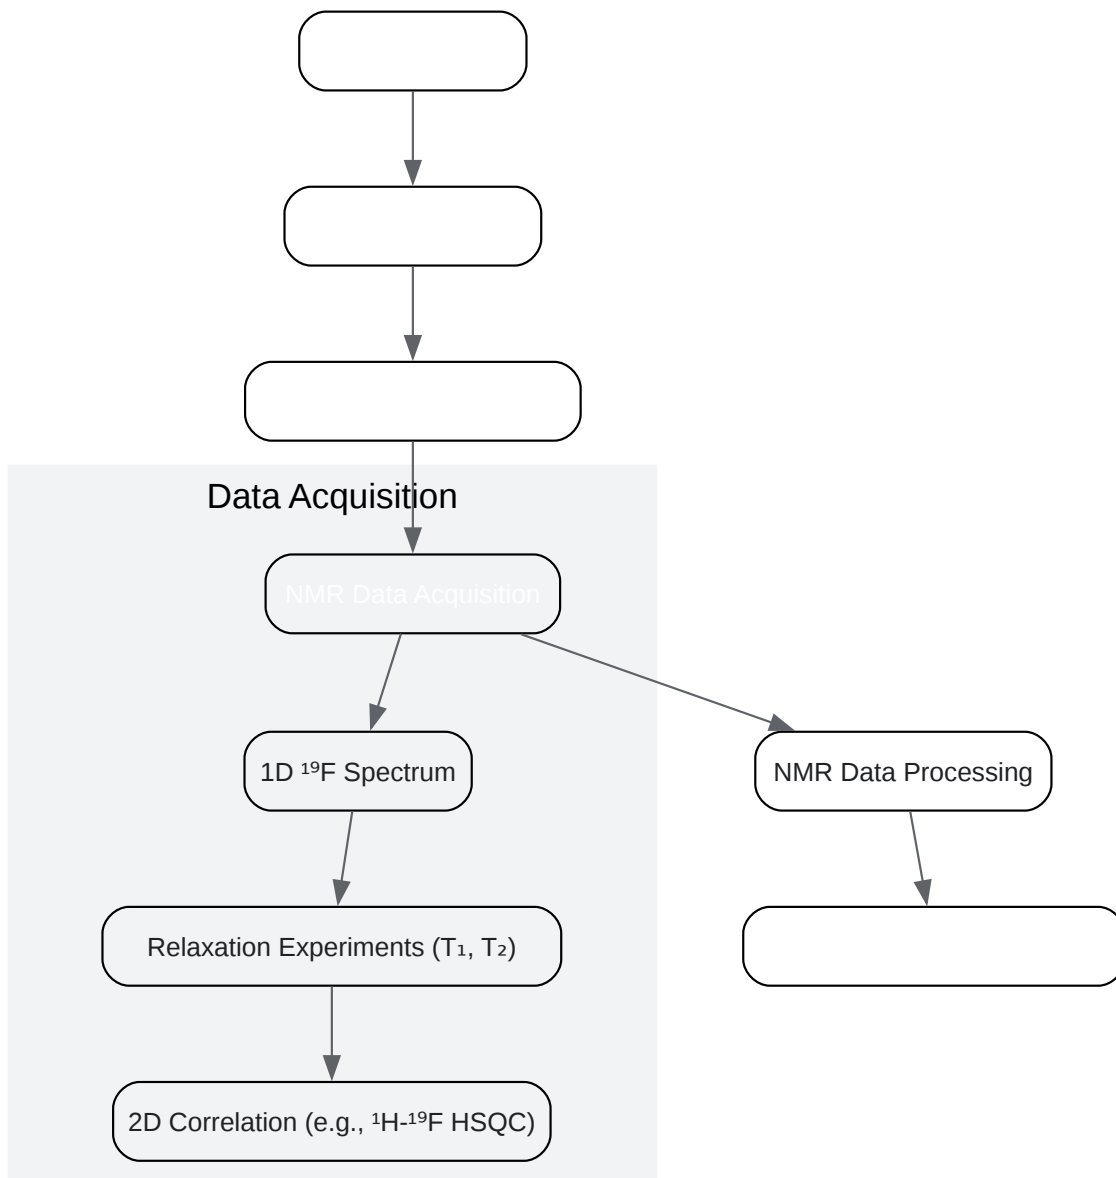 Data Acquisition
NMR Data Acquisition
1D ¹⁹F Spectrum
NMR Data Processing
Relaxation Experiments (T₁, T₂)
2D Correlation (e.g., ¹H-¹⁹F HSQC)